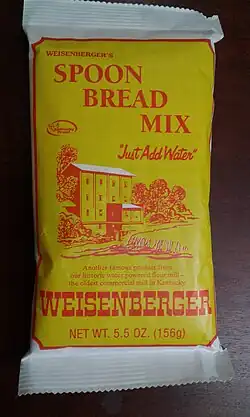 WEISENBERGER'S
SPOON
BREAD
MIX
"Just Add Water"
Another famous product from
our historic water powered flour mill –
the oldest commercial mill in Kentucky
WEISENBERGER
NET WT. 5.5 OZ. (156g)